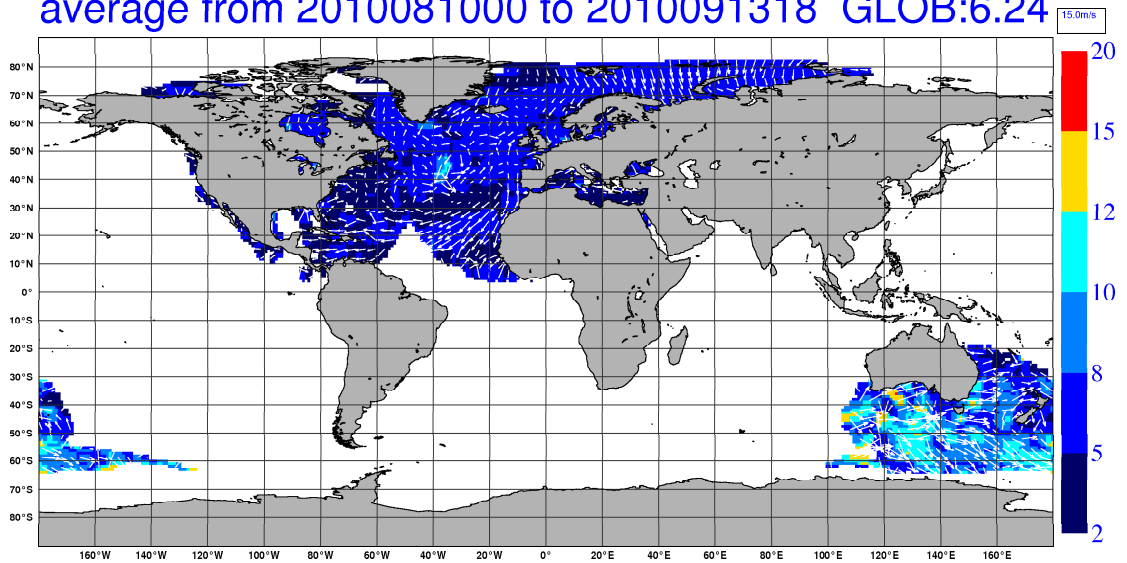 average from 2010081000 to 2010091318 GLOB:6.24
15.0m/s
20
15
12
10
8
5
2
80°N
70°N
60°N
50°N
40°N
30°N
20°N
10°N
0°
10°S
20°S
30°S
40°S
50°S
60°S
70°S
80°S
160°W 140°W 120°W 100°W 80°W 60°W 40°W 20°W 0° 20°E 40°E 60°E 80°E 100°E 120°E 140°E 160°E